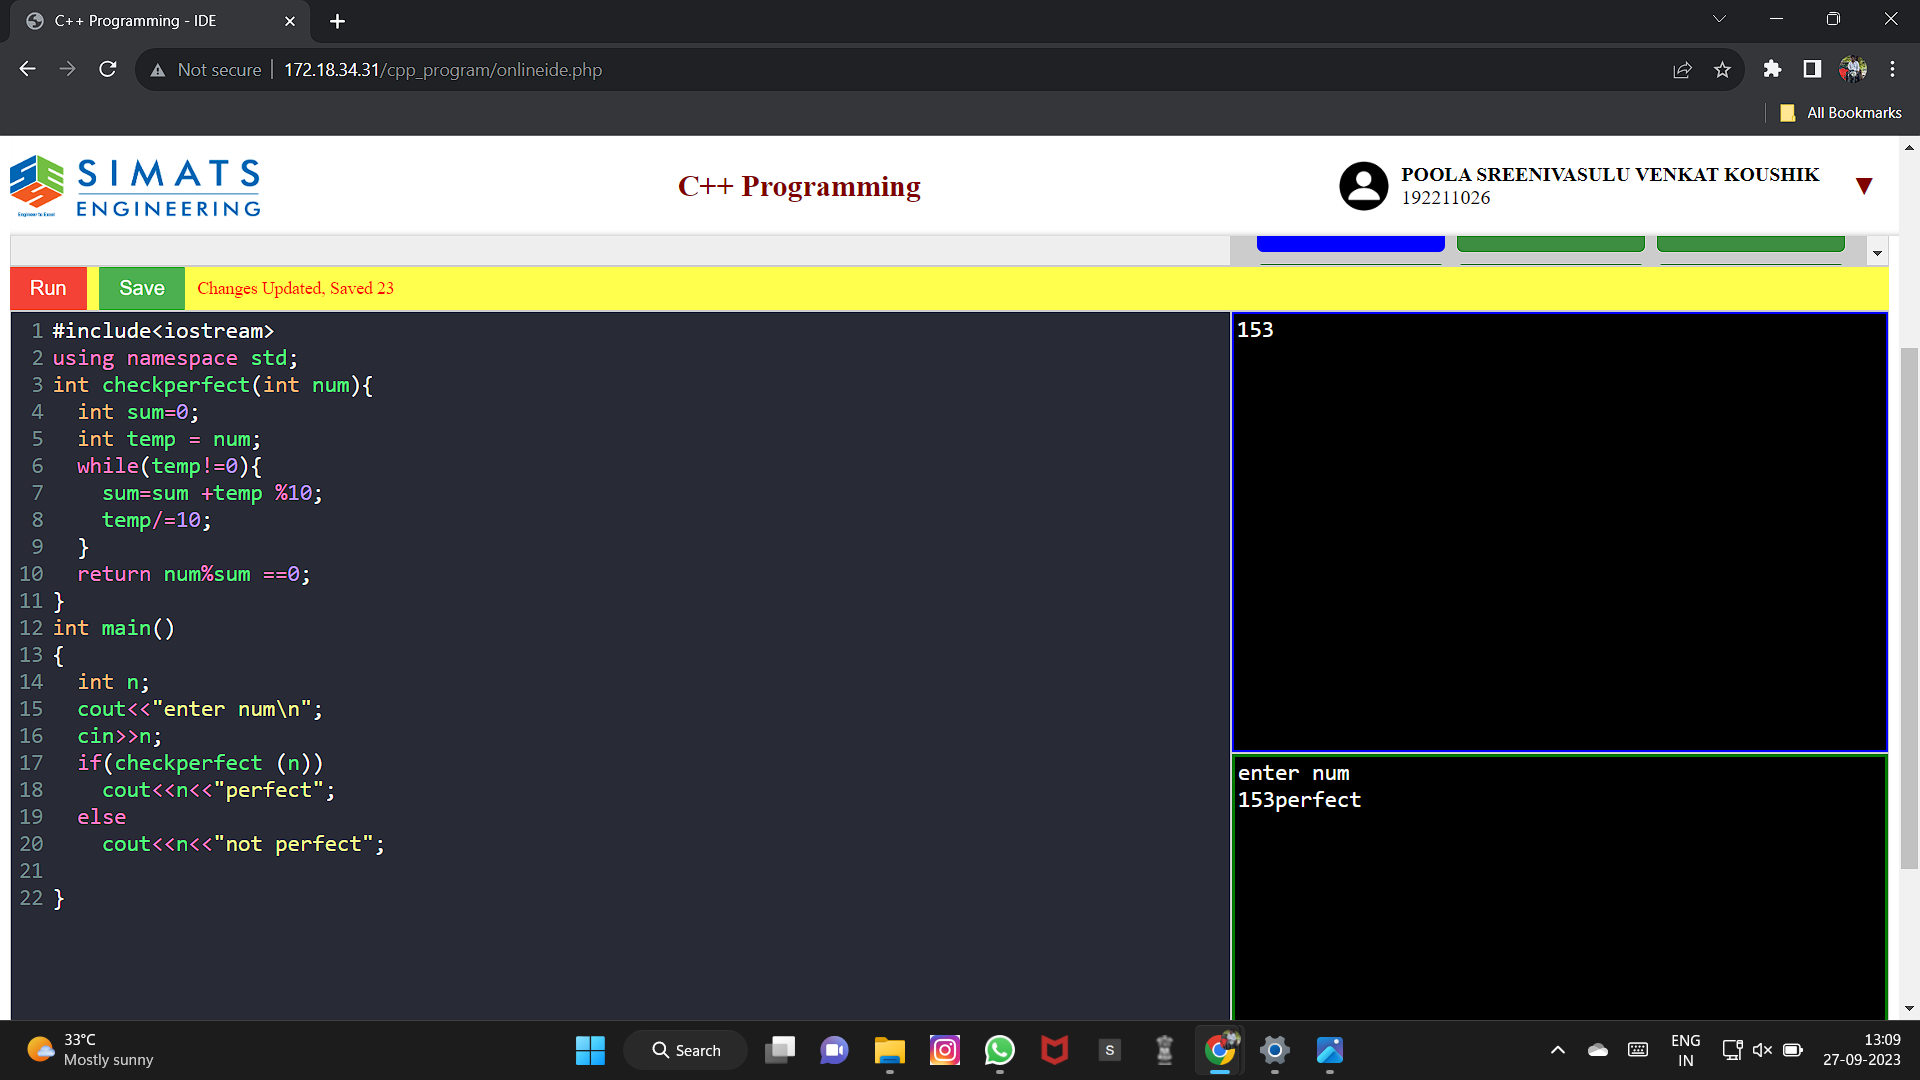 C++ Programming - IDE
Not secure | 172.18.34.31/cpp_program/onlineide.php
All Bookmarks
SIMATS
ENGINEERING
Engineer to Excel
C++ Programming
POOLA SREENIVASULU VENKAT KOUSHIK
192211026
Run Save Changes Updated, Saved 23
1 #include<iostream>
2 using namespace std;
3 int checkperfect(int num){
4   int sum=0;
5   int temp = num;
6   while(temp!=0){
7     sum=sum +temp %10;
8     temp/=10;
9   }
10   return num%sum ==0;
11 }
12 int main()
13 {
14   int n;
15   cout<<"enter num\n";
16   cin>>n;
17   if(checkperfect (n))
18     cout<<n<<"perfect";
19   else
20     cout<<n<<"not perfect";
21
22 }
153
enter num
153perfect
33°C
Mostly sunny
Search
S
ENG
IN
13:09
27-09-2023